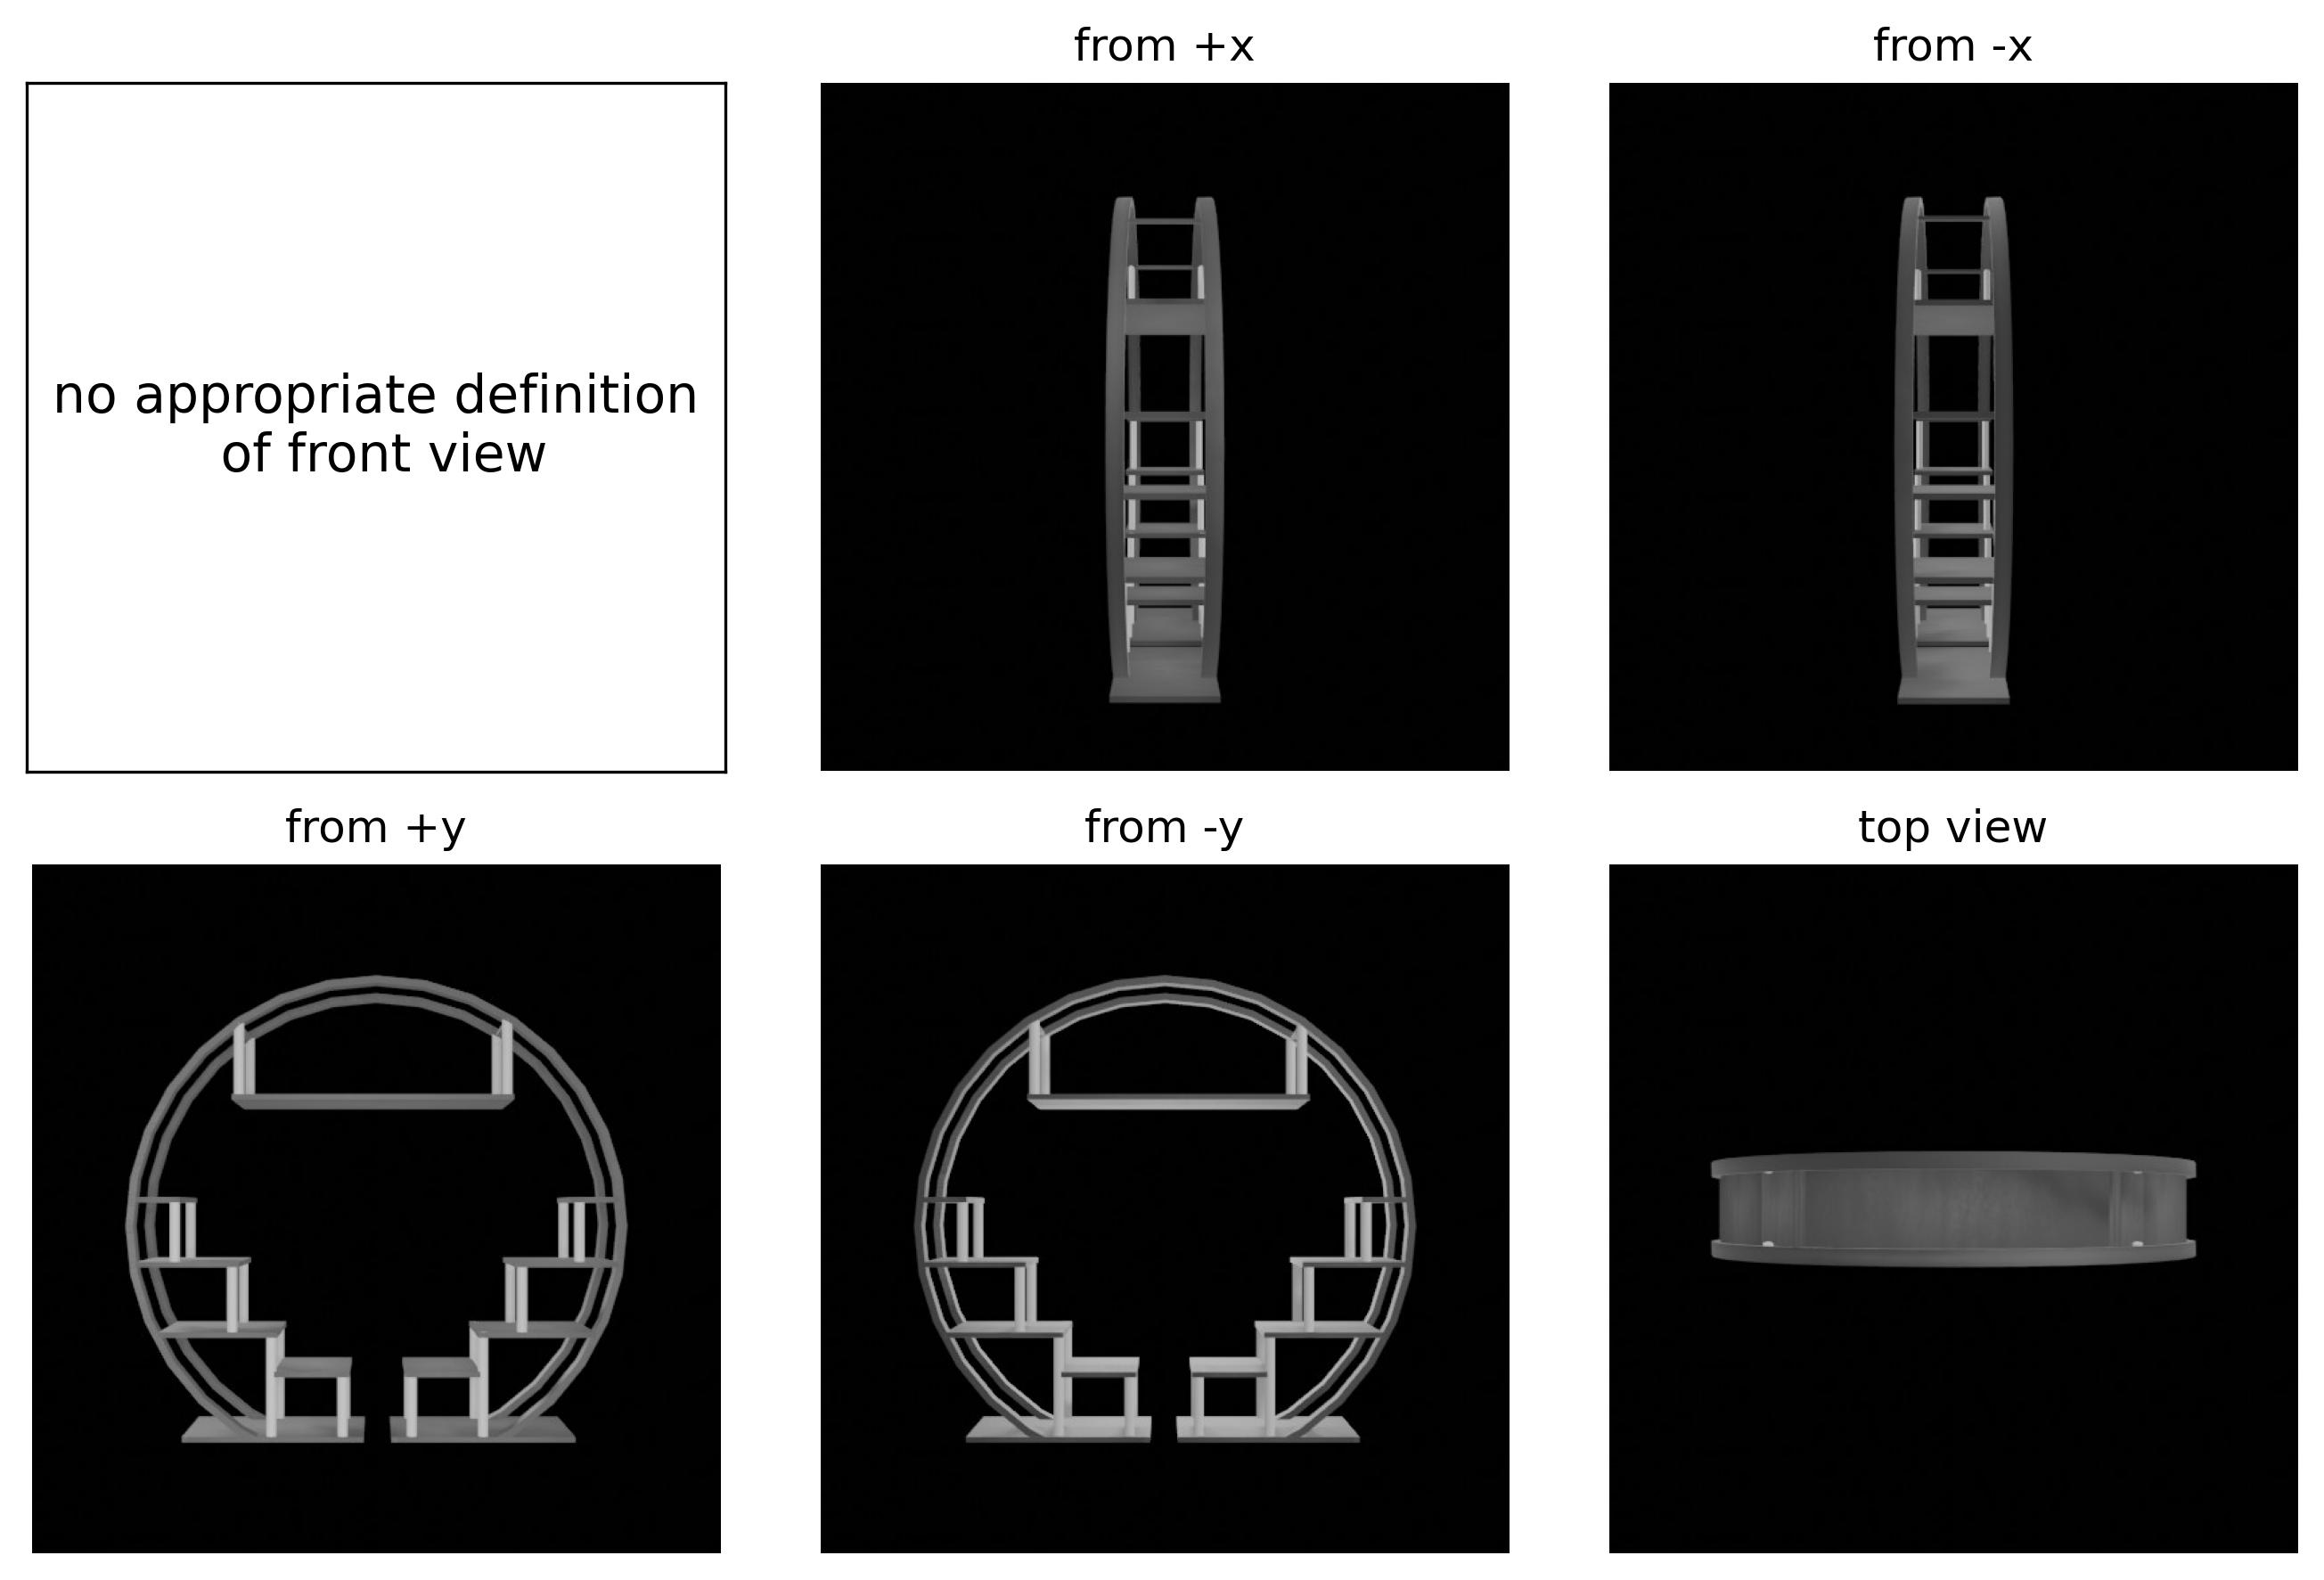 from +x
from -x
no appropriate definition
of front view
from +y
from -y
top view